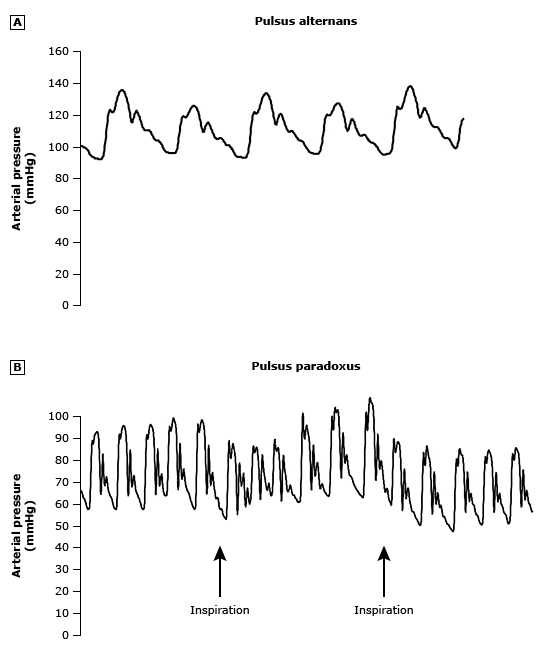 A
Pulsus alternans
Arterial pressure
(mmHg)
160
140
120
100
80
60
40
20
0
B
Pulsus paradoxus
Arterial pressure
(mmHg)
100
90
80
70
60
50
40
30
20
10
0
Inspiration
Inspiration